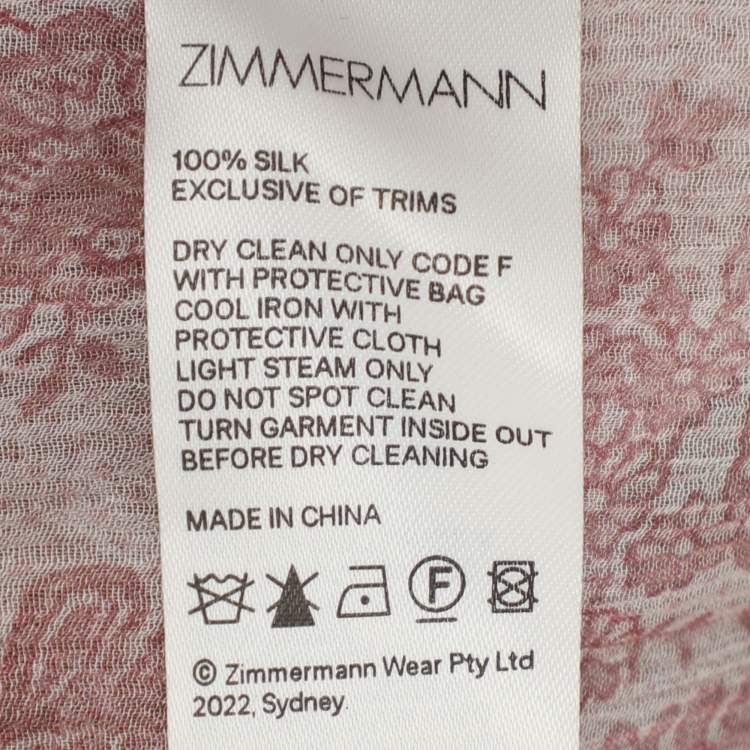 ZIMMERMANN
100% SILK
EXCLUSIVE OF TRIMS
DRY CLEAN ONLY CODE F
WITH PROTECTIVE BAG
COOL IRON WITH
PROTECTIVE CLOTH
LIGHT STEAM ONLY
DO NOT SPOT CLEAN
TURN GARMENT INSIDE OUT
BEFORE DRY CLEANING
MADE IN CHINA
F
© Zimmermann Wear Pty Ltd
2022, Sydney.